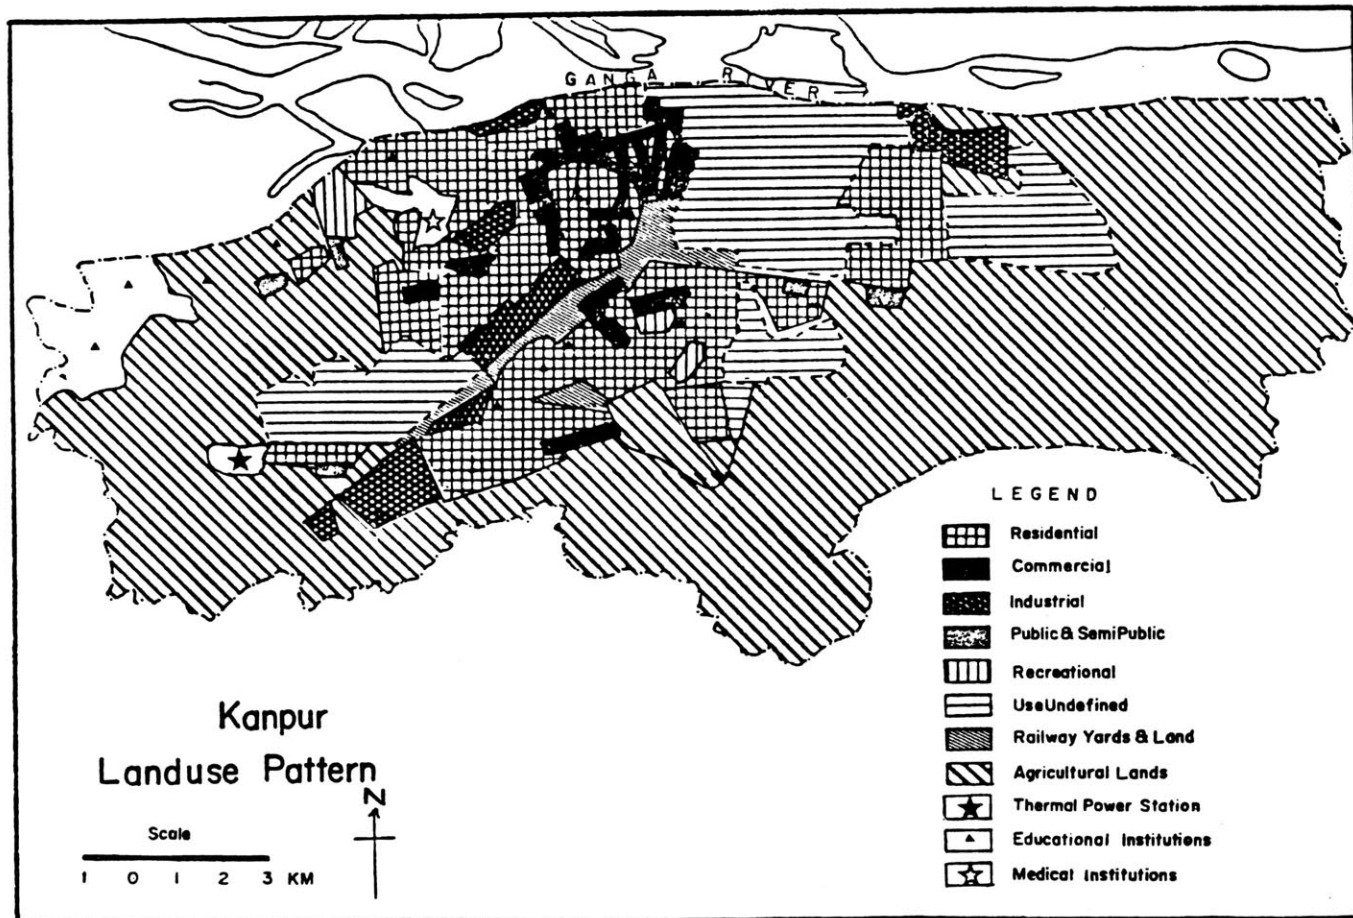 GANGA RIVER
LEGEND
Residential
Commercial
Industrial
Public & SemiPublic
Recreational
UseUndefined
Railway Yards & Land
Agricultural Lands
Thermal Power Station
Educational Institutions
Medical Institutions
Kanpur
Landuse Pattern
N
Scale
1 0 1 2 3 KM